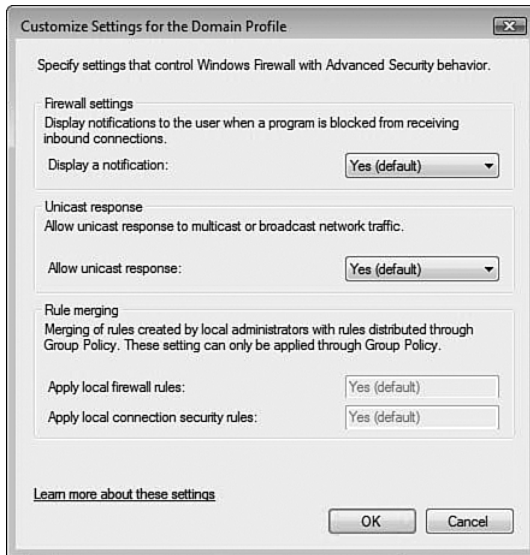 Customize Settings for the Domain Profile
Specify settings that control Windows Firewall with Advanced Security behavior.
Firewall settings
Display notifications to the user when a program is blocked from receiving
inbound connections.
Display a notification: Yes (default)
Unicast response
Allow unicast response to multicast or broadcast network traffic.
Allow unicast response: Yes (default)
Rule merging
Merging of rules created by local administrators with rules distributed through
Group Policy. These setting can only be applied through Group Policy.
Apply local firewall rules: Yes (default)
Apply local connection security rules: Yes (default)
Learn more about these settings
OK Cancel